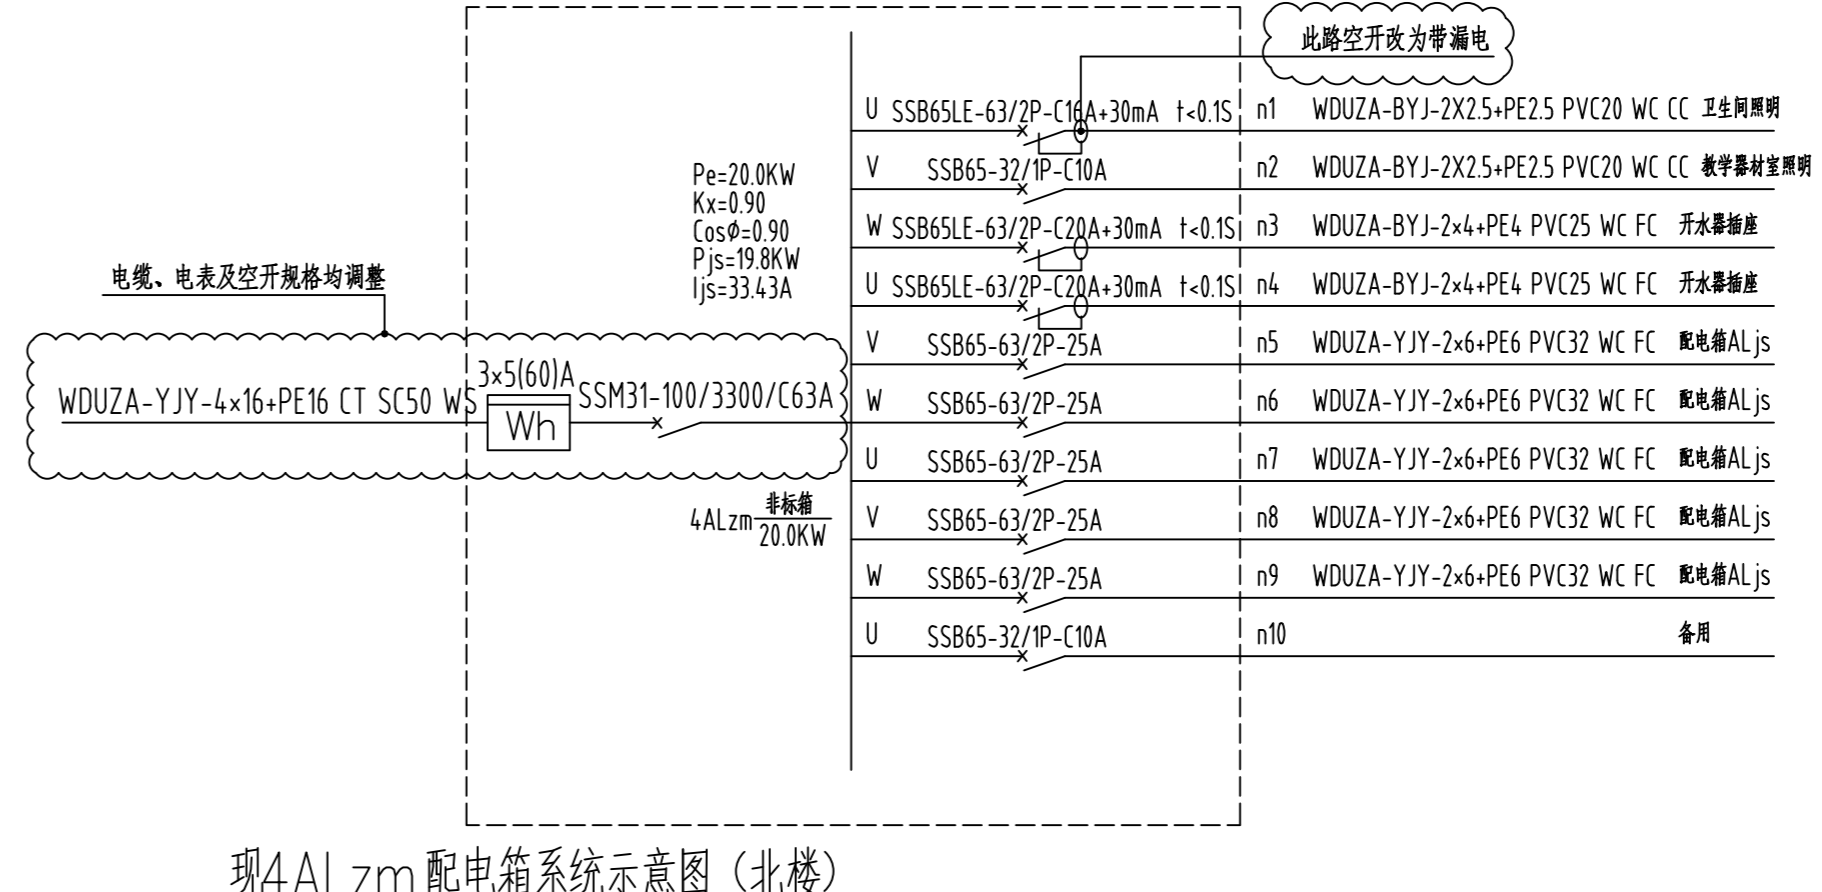 此路空开改为带漏电
U SSB65LE-63/2P-C16A+30mA t<0.1S n1 WDUZA-BYJ-2X2.5+PE2.5 PVC20 WC CC 卫生间照明
V SSB65-32/1P-C10A n2 WDUZA-BYJ-2X2.5+PE2.5 PVC20 WC CC 教学器材室照明
W SSB65LE-63/2P-C20A+30mA t<0.1S n3 WDUZA-BYJ-2×4+PE4 PVC25 WC FC 开水器插座
U SSB65LE-63/2P-C20A+30mA t<0.1S n4 WDUZA-BYJ-2×4+PE4 PVC25 WC FC 开水器插座
V SSB65-63/2P-25A n5 WDUZA-YJY-2×6+PE6 PVC32 WC FC 配电箱ALjs
W SSB65-63/2P-25A n6 WDUZA-YJY-2×6+PE6 PVC32 WC FC 配电箱ALjs
U SSB65-63/2P-25A n7 WDUZA-YJY-2×6+PE6 PVC32 WC FC 配电箱ALjs
V SSB65-63/2P-25A n8 WDUZA-YJY-2×6+PE6 PVC32 WC FC 配电箱ALjs
W SSB65-63/2P-25A n9 WDUZA-YJY-2×6+PE6 PVC32 WC FC 配电箱ALjs
U SSB65-32/1P-C10A n10 备用
Pe=20.0KW
Kx=0.90
CosØ=0.90
Pjs=19.8KW
Ijs=33.43A
电缆、电表及空开规格均调整
WDUZA-YJY-4×16+PE16 CT SC50 WS
3×5(60)A
Wh
SSM31-100/3300/C63A
4ALzm
非标箱
20.0KW
现4ALzm配电箱系统示意图（北楼）